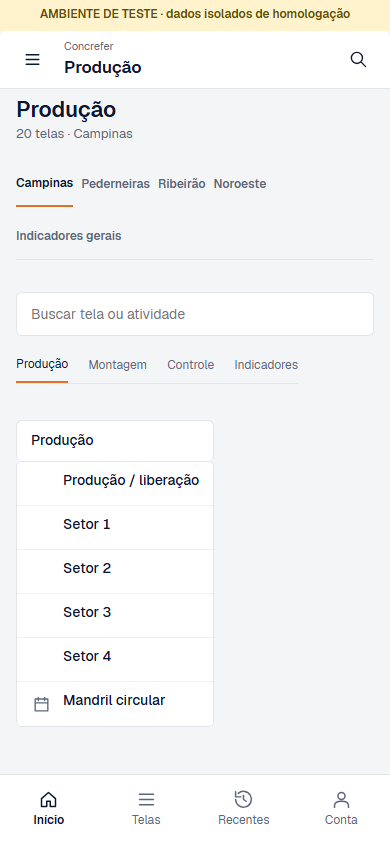 AMBIENTE DE TESTE · dados isolados de homologação
Concrefer
Produção
Produção
20 telas · Campinas
Campinas Pederneiras Ribeirão Noroeste
Indicadores gerais
Buscar tela ou atividade
Produção Montagem Controle Indicadores
Produção
Produção / liberação
Setor 1
Setor 2
Setor 3
Setor 4
Mandril circular
Início Telas Recentes Conta